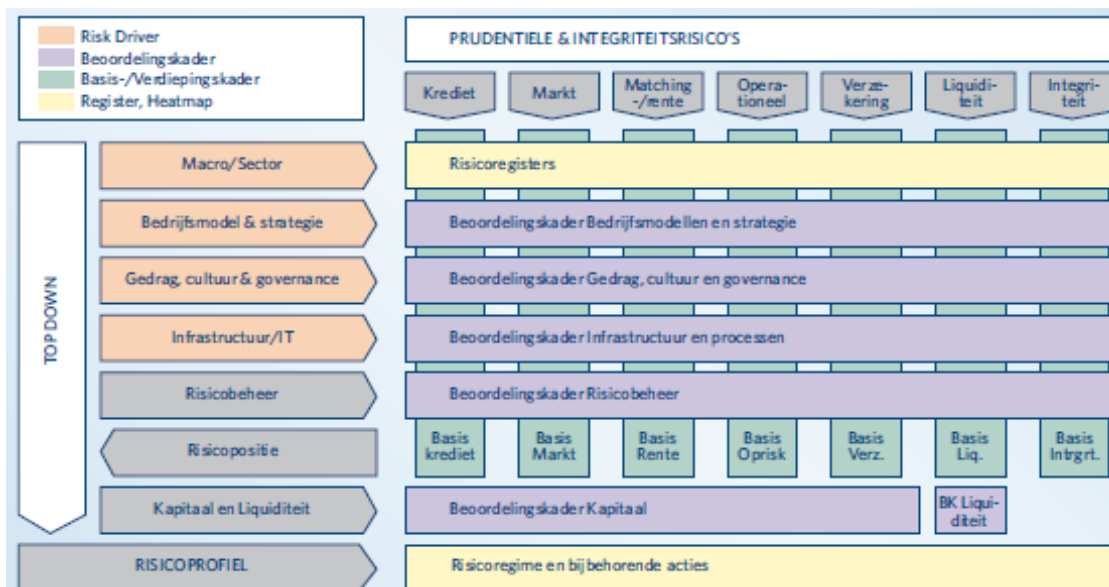 Risk Driver
Beoordelingskader
Basis-/Verdiepingskader
Register, Heatmap
PRUDENTIELE & INTEGRITEITSRISICO'S
Krediet
Markt
Matching
-/rente
Opera-
tioneel
Verze-
kering
Liquidi-
teit
Integri-
teit
TOP DOWN
Macro/Sector
Risicoregisters
Bedrijfsmodel & strategie
Beoordelingskader Bedrijfsmodellen en strategie
Gedrag, cultuur & governance
Beoordelingskader Gedrag, cultuur en governance
Infrastructuur/IT
Beoordelingskader Infrastructuur en processen
Risicobeheer
Beoordelingskader Risicobeheer
Risicopositie
Basis
krediet
Basis
Markt
Basis
Rente
Basis
Oprisk
Basis
Verz.
Basis
Liq.
Basis
Intrgrt.
Kapitaal en Liquiditeit
Beoordelingskader Kapitaal
BK Liqui-
diteit
RISICOPROFIEL
Risicoregime en bijbehorende acties